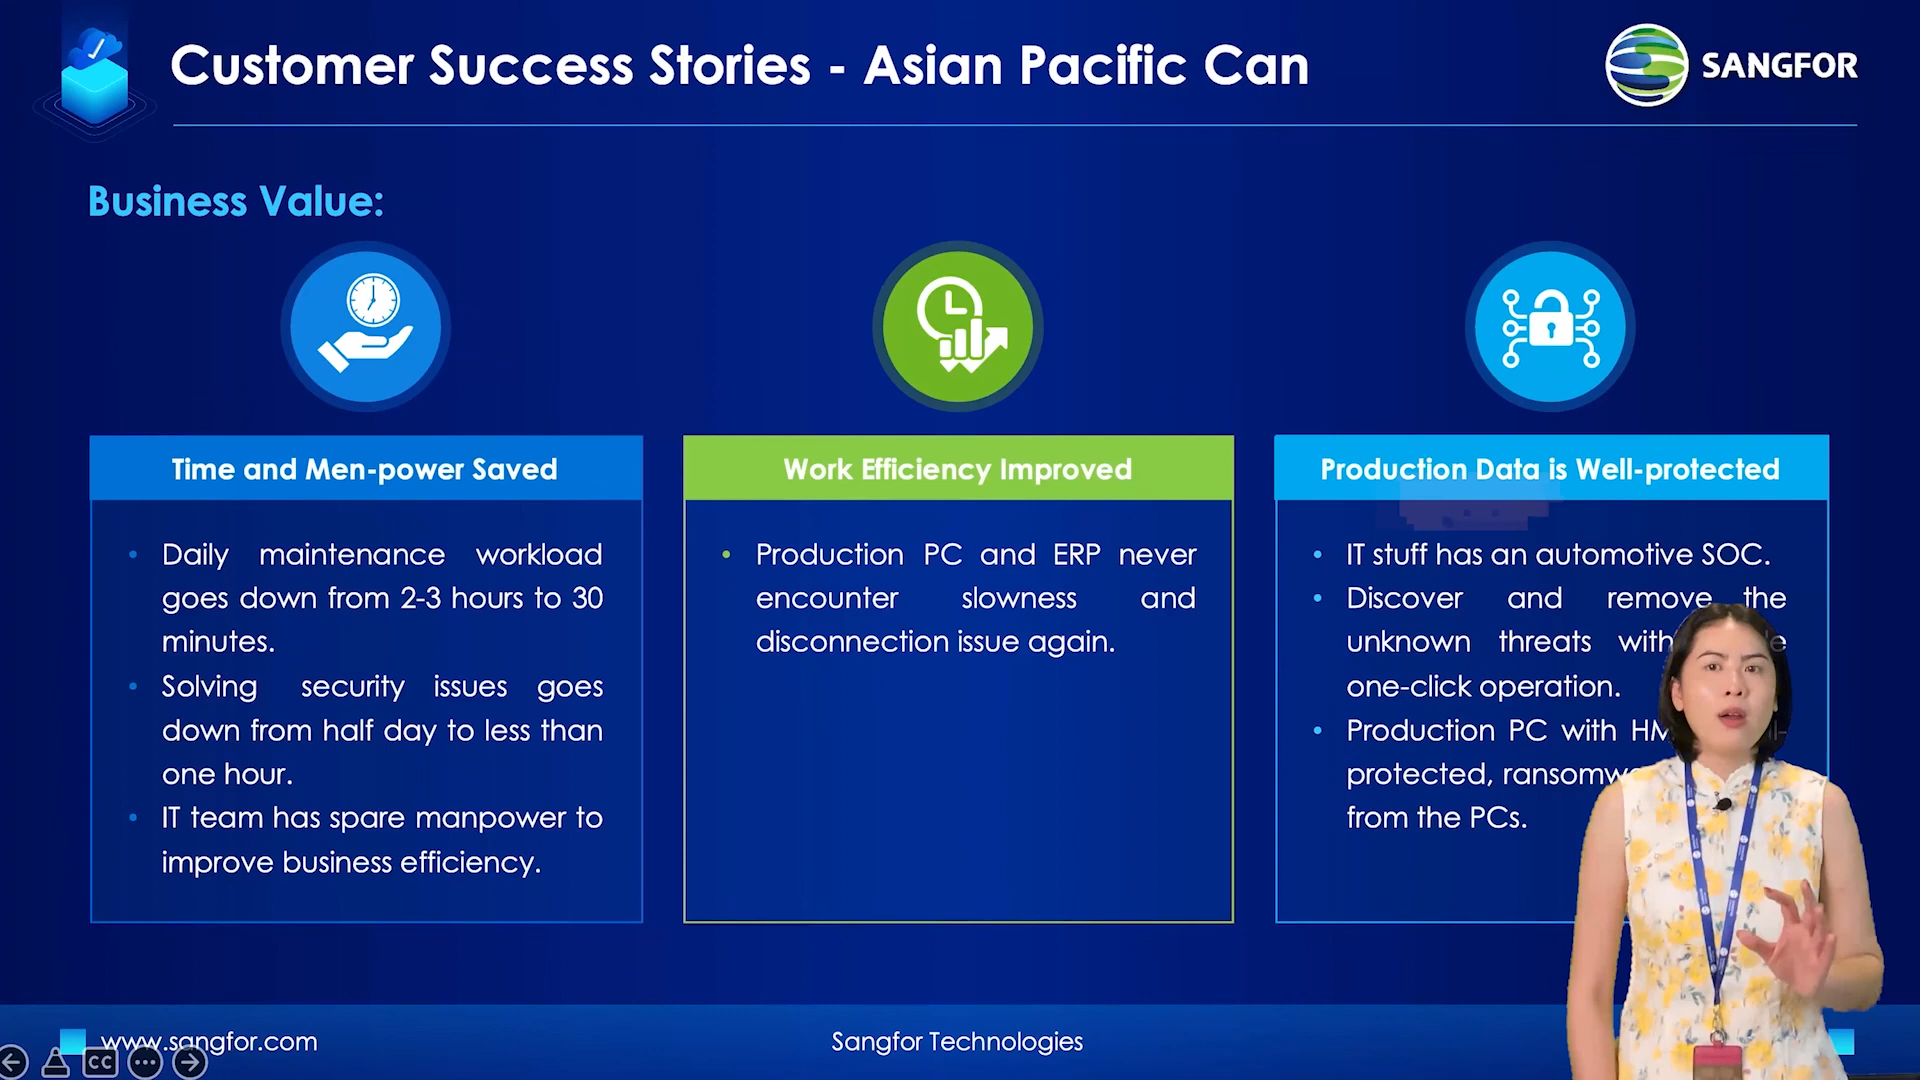 Customer Success Stories - Asian Pacific Can
SANGFOR
Business Value:
Time and Men-power Saved
• Daily maintenance workload
goes down from 2-3 hours to 30
minutes.
• Solving security issues goes
down from half day to less than
one hour.
• IT team has spare manpower to
improve business efficiency.
Work Efficiency Improved
• Production PC and ERP never
encounter slowness and
disconnection issue again.
Production Data is Well-protected
• IT stuff has an automotive SOC.
• Discover and remove the
unknown threats
one-click operation.
• Production PC with
protected,
from the PCs.
www.sangfor.com
Sangfor Technologies
CC